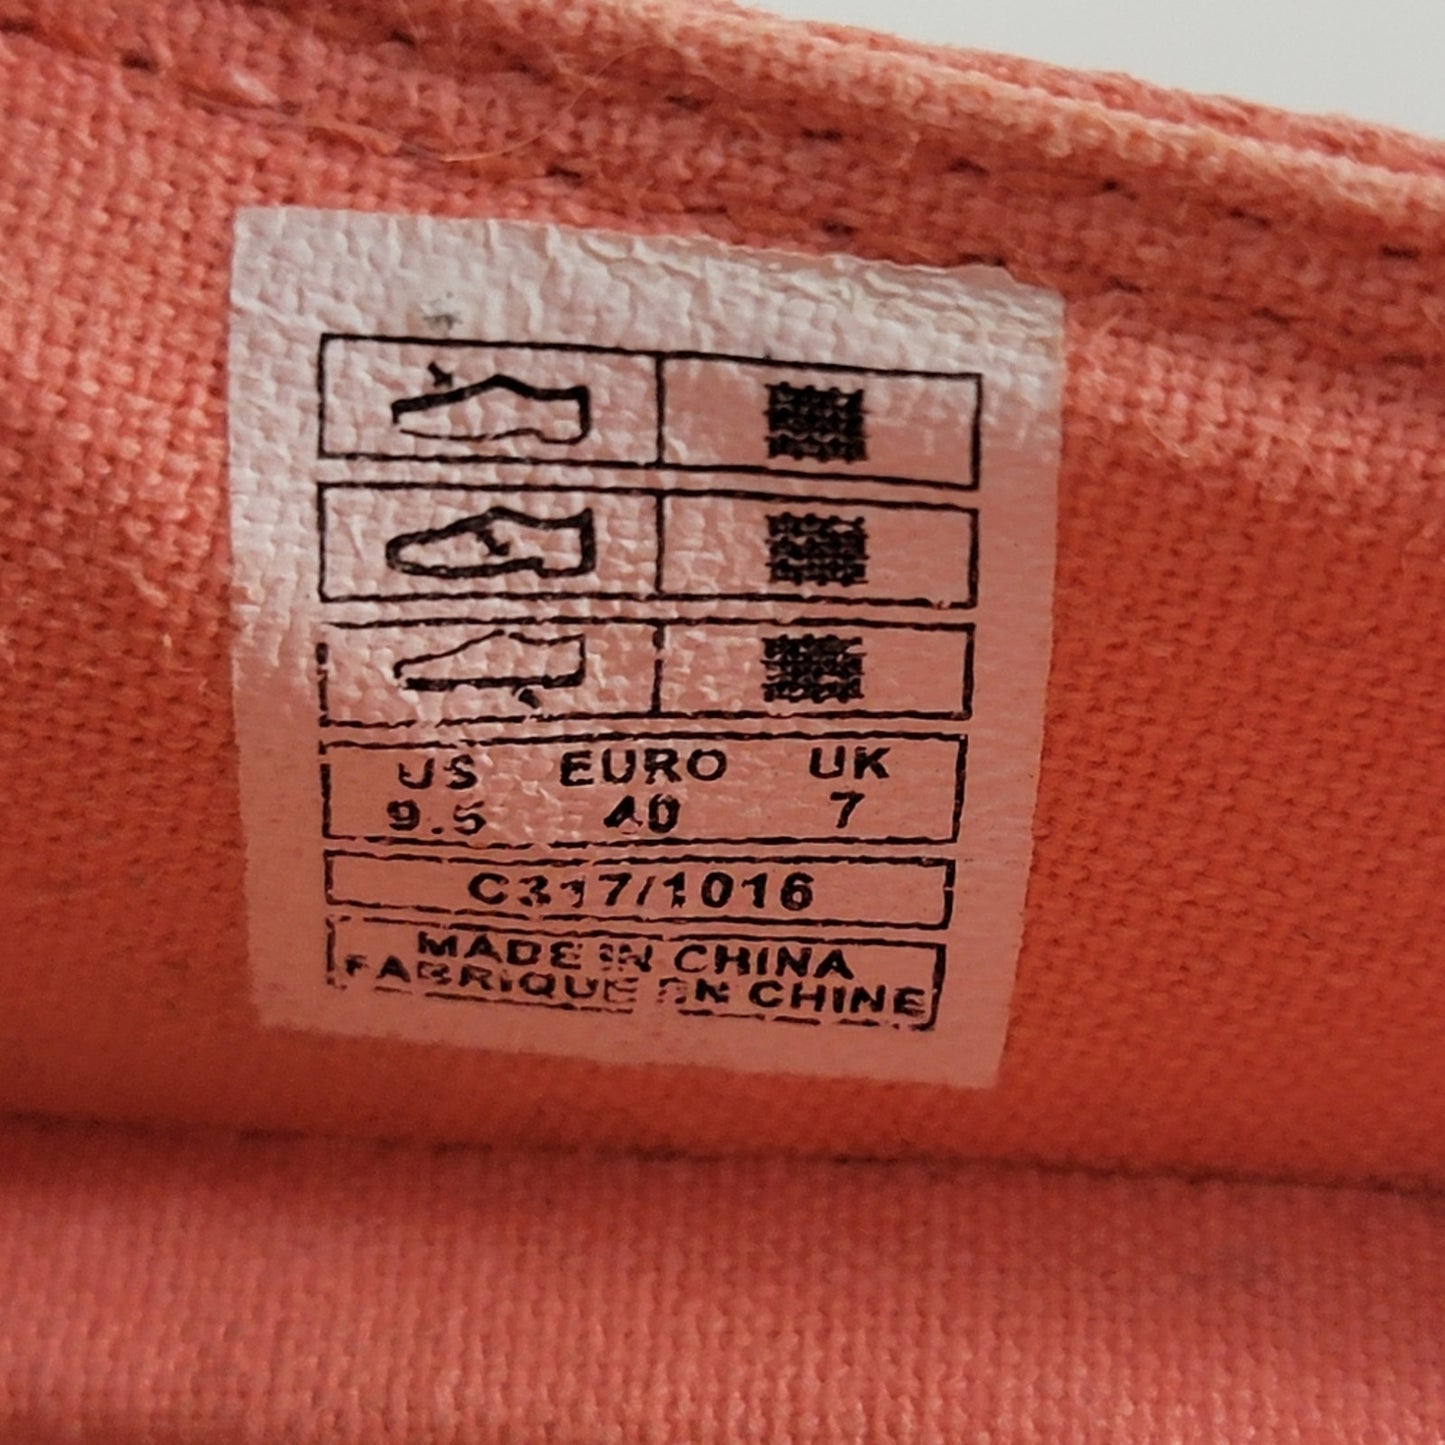 US EURO UK
9.5 40 7
C317/1016
MADE IN CHINA
FABRIQUE EN CHINE